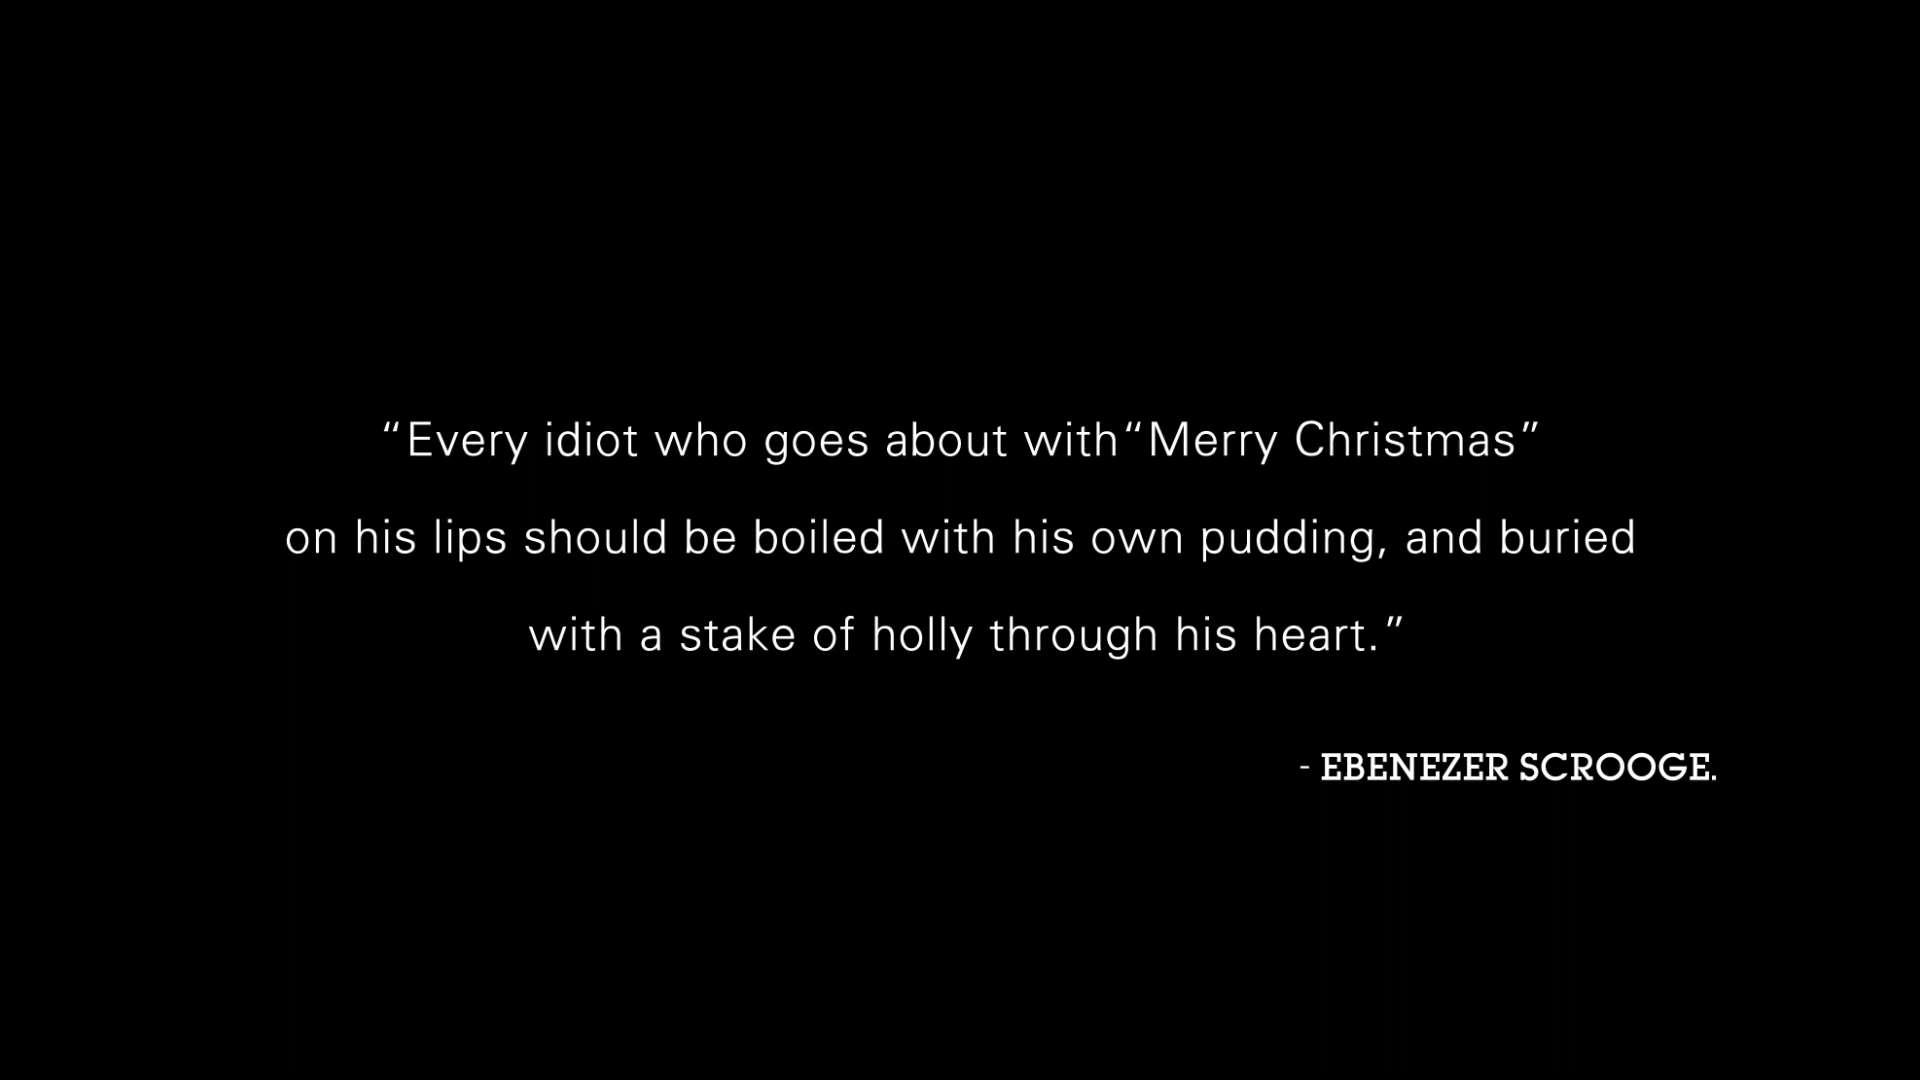 “Every idiot who goes about with“Merry Christmas”
on his lips should be boiled with his own pudding, and buried
with a stake of holly through his heart.”
- EBENEZER SCROOGE.